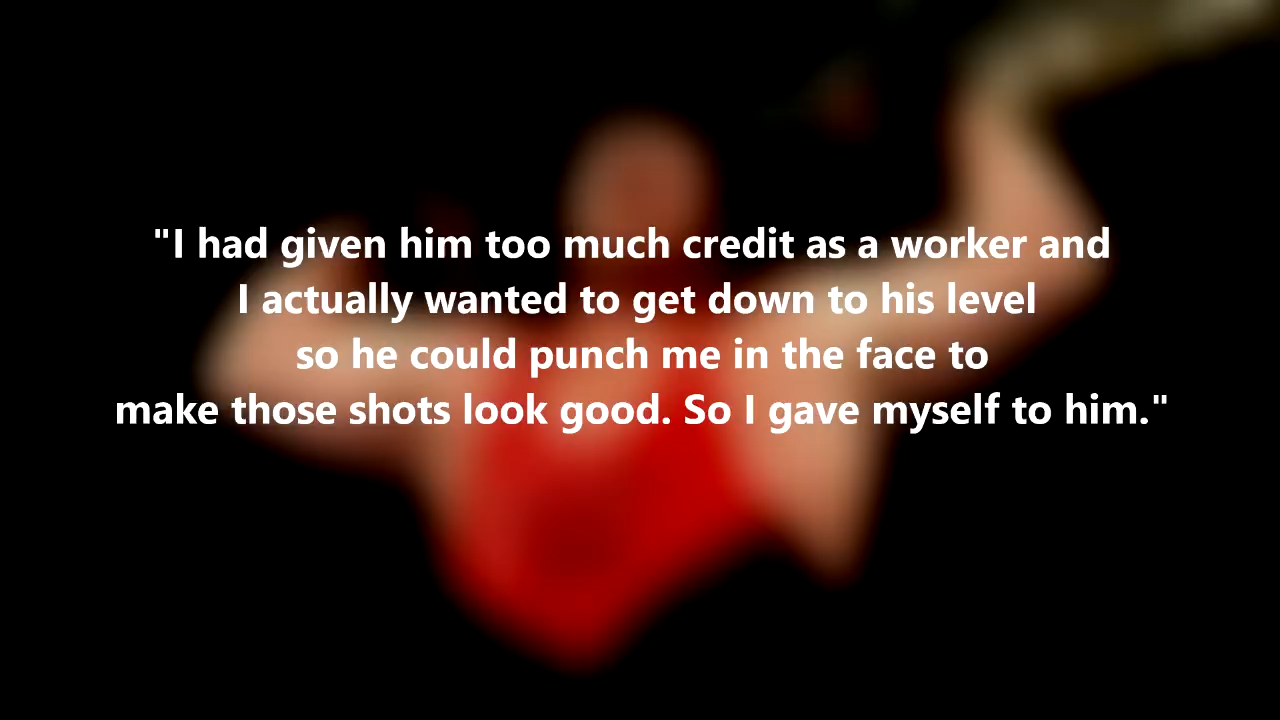 "I had given him too much credit as a worker and
I actually wanted to get down to his level
so he could punch me in the face to
make those shots look good. So I gave myself to him."